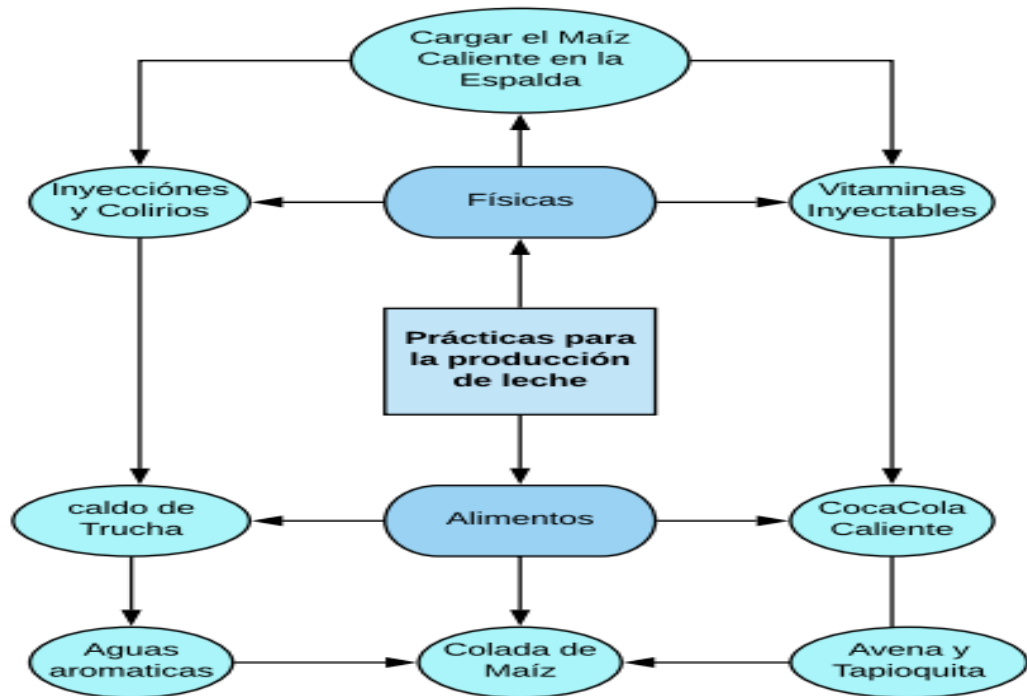 Cargar el Maíz
Caliente en la
Espalda
Inyecciónes
y Colirios
Físicas
Vitaminas
Inyectables
Prácticas para
la producción
de leche
caldo de
Trucha
Alimentos
CocaCola
Caliente
Aguas
aromaticas
Colada de
Maíz
Avena y
Tapioquita